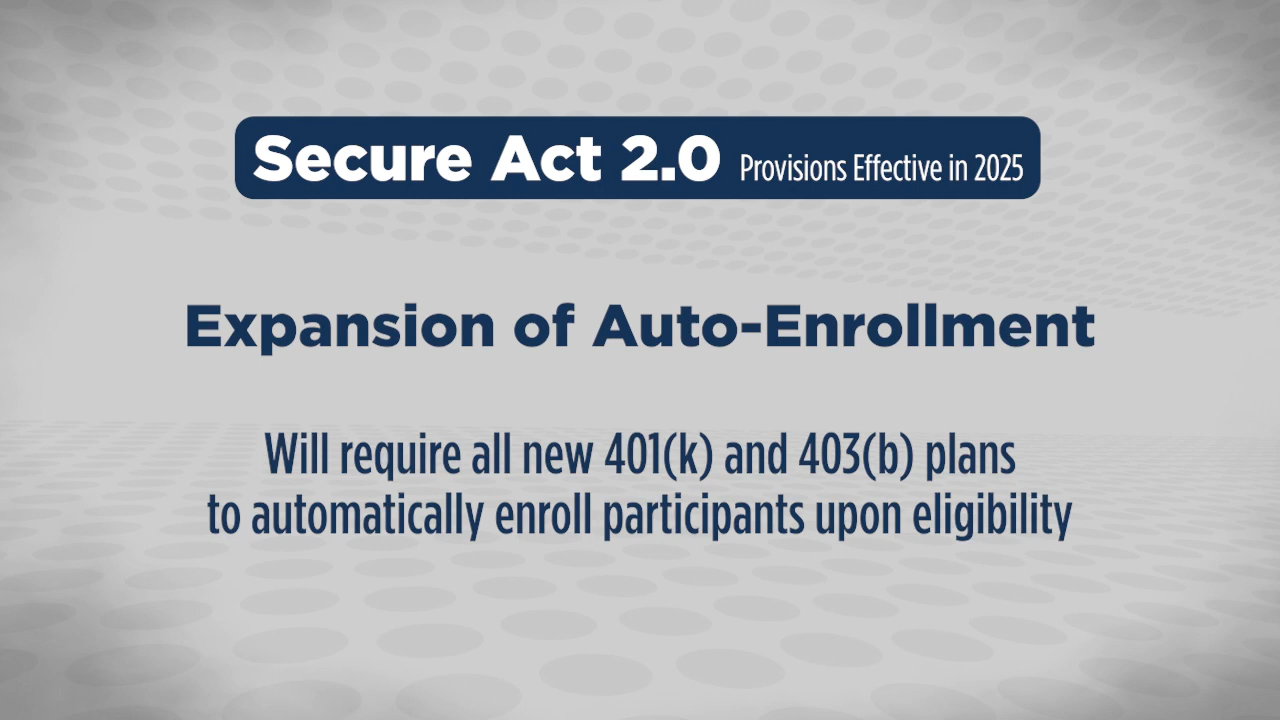 Secure Act 2.0 Provisions Effective in 2025
Expansion of Auto-Enrollment
Will require all new 401(k) and 403(b) plans
to automatically enroll participants upon eligibility